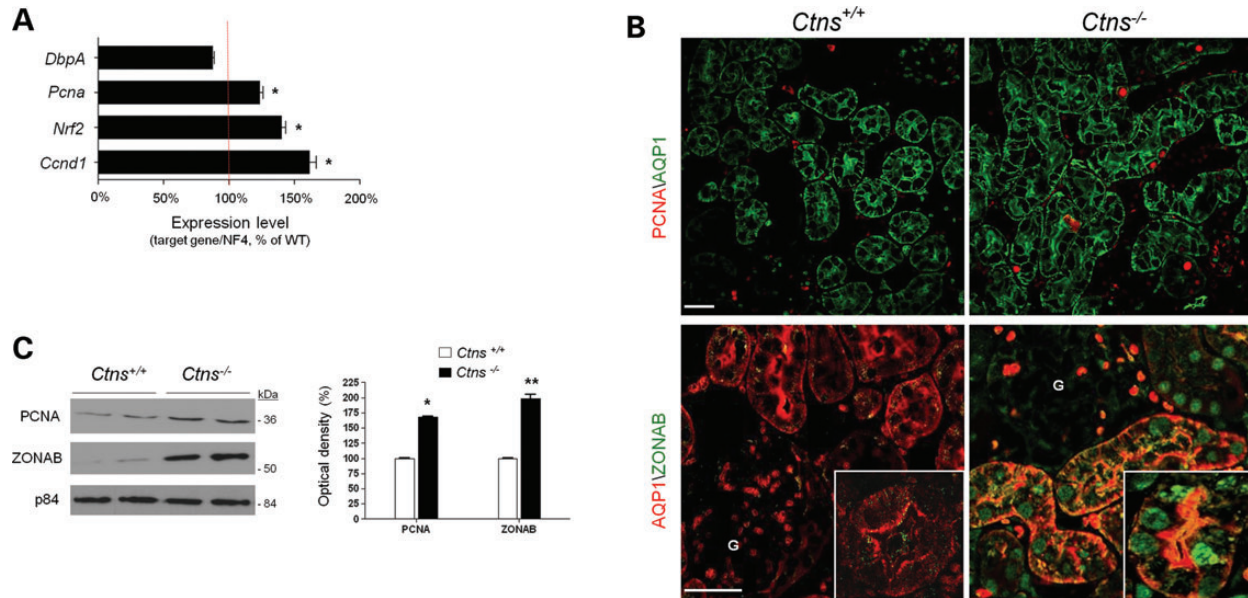 A
DbpA
Pcna
Nrf2
Ccnd1
*
*
*
0% 50% 100% 150% 200%
Expression level
(target gene/NF4, % of WT)
B
Ctns+/+ Ctns-/-
PCNA\AQP1
AQP1\ZONAB
G
G
C
Ctns+/+ Ctns-/-
kDa
PCNA - 36
ZONAB
- 50
p84 - 84
Ctns +/+
Ctns -/-
Optical density (%)
225
200
175
150
125
100
75
50
25
0
*
**
PCNA ZONAB